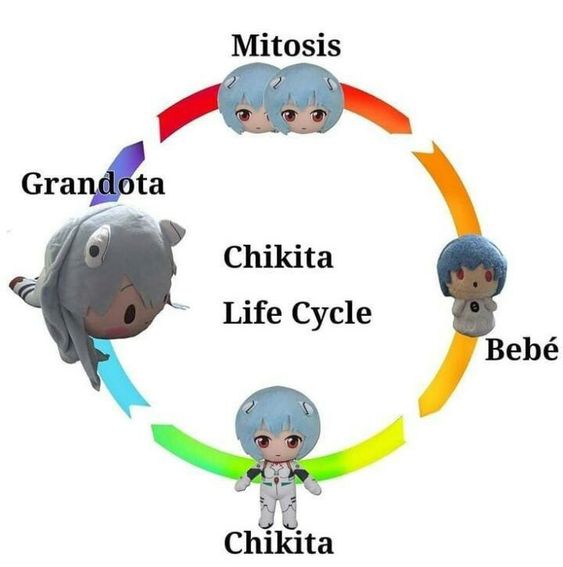 Mitosis
Grandota
Chikita
Life Cycle
Bebé
Chikita